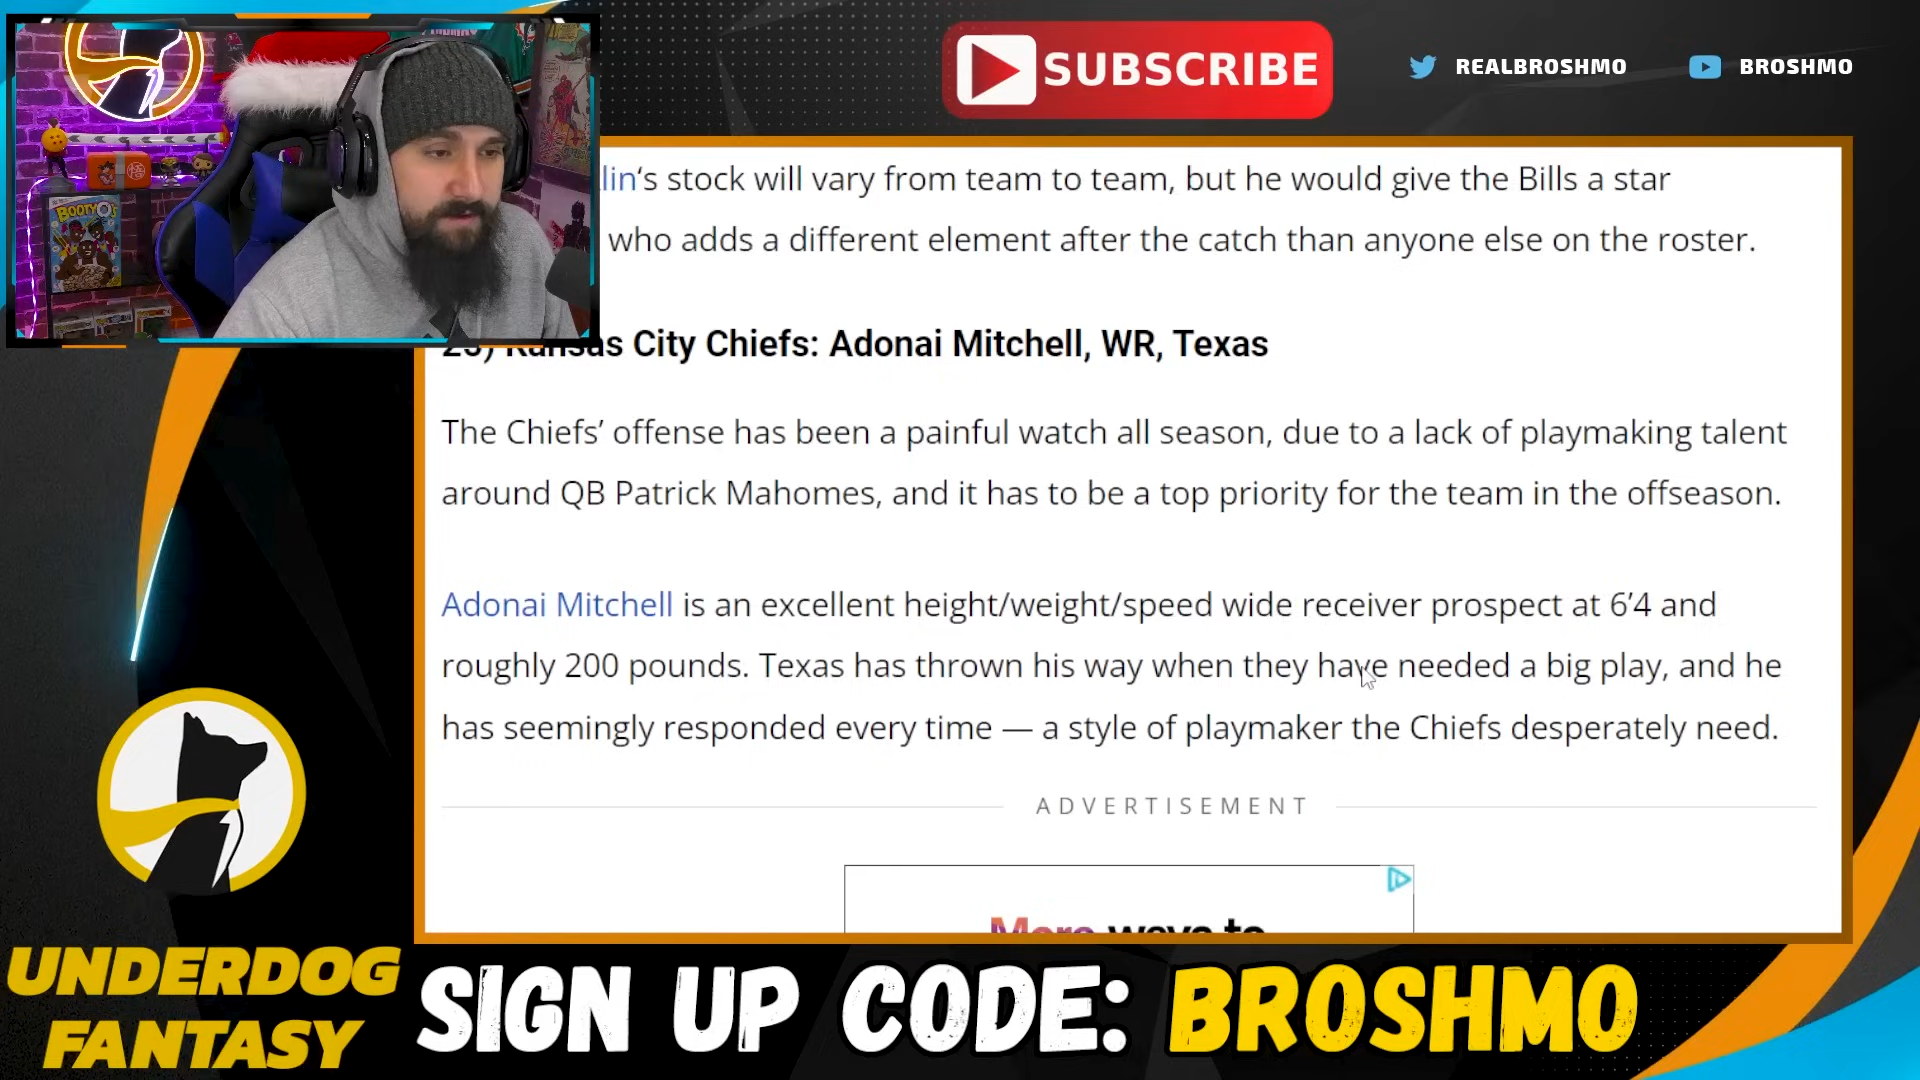 SUBSCRIBE
REALBROSHMO
BROSHMO
BOOTYO'S
lin‘s stock will vary from team to team, but he would give the Bills a star
who adds a different element after the catch than anyone else on the roster.
Kansas City Chiefs: Adonai Mitchell, WR, Texas
The Chiefs’ offense has been a painful watch all season, due to a lack of playmaking talent
around QB Patrick Mahomes, and it has to be a top priority for the team in the offseason.
Adonai Mitchell is an excellent height/weight/speed wide receiver prospect at 6’4 and
roughly 200 pounds. Texas has thrown his way when they have needed a big play, and he
has seemingly responded every time — a style of playmaker the Chiefs desperately need.
ADVERTISEMENT
More ways to
UNDERDOG
FANTASY
SIGN UP CODE: BROSHMO